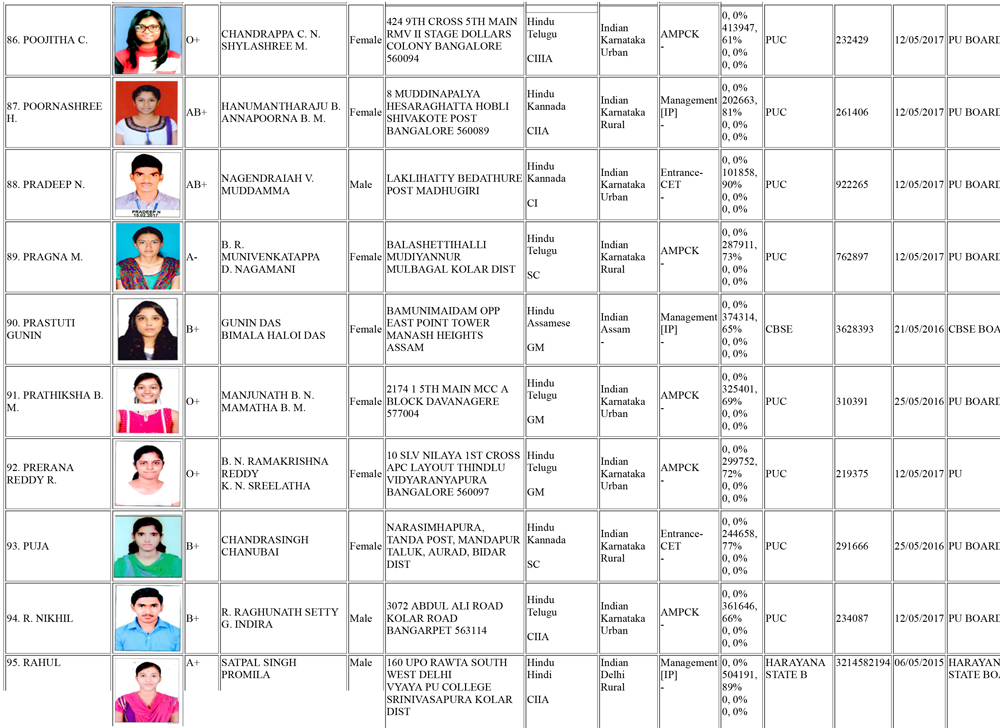 86. POOJITHA C.
O+
CHANDRAPPA C. N.
SHYLASHREE M.
Female
424 9TH CROSS 5TH MAIN
RMV II STAGE DOLLARS
COLONY BANGALORE
560094
Hindu
Telugu
CIIIA
Indian
Karnataka
Urban
AMPCK
-
0, 0%
413947,
61%
0, 0%
0, 0%
PUC
232429
12/05/2017
PU BOARD
87. POORNASHREE
H.
AB+
HANUMANTHARAJU B.
ANNAPOORNA B. M.
Female
8 MUDDINAPALYA
HESARAGHATTA HOBLI
SHIVAKOTE POST
BANGALORE 560089
Hindu
Kannada
CIIA
Indian
Karnataka
Rural
Management
[IP]
-
0, 0%
202663,
81%
0, 0%
0, 0%
PUC
261406
12/05/2017
PU BOARD
88. PRADEEP N.
PRADEEP N
15.02.2017
AB+
NAGENDRAIAH V.
MUDDAMMA
Male
LAKLIHATTY BEDATHURE
POST MADHUGIRI
Hindu
Kannada
CI
Indian
Karnataka
Urban
Entrance-
CET
-
0, 0%
101858,
90%
0, 0%
0, 0%
PUC
922265
12/05/2017
PU BOARD
89. PRAGNA M.
A-
B. R.
MUNIVENKATAPPA
D. NAGAMANI
Female
BALASHETTIHALLI
MUDIYANNUR
MULBAGAL KOLAR DIST
Hindu
Telugu
SC
Indian
Karnataka
Rural
AMPCK
-
0, 0%
287911,
73%
0, 0%
0, 0%
PUC
762897
12/05/2017
PU BOARD
90. PRASTUTI
GUNIN
B+
GUNIN DAS
BIMALA HALOI DAS
Female
BAMUNIMAIDAM OPP
EAST POINT TOWER
MANASH HEIGHTS
ASSAM
Hindu
Assamese
GM
Indian
Assam
-
Management
[IP]
-
0, 0%
374314,
65%
0, 0%
0, 0%
CBSE
3628393
21/05/2016
CBSE BOA
91. PRATHIKSHA B.
M.
O+
MANJUNATH B. N.
MAMATHA B. M.
Female
2174 1 5TH MAIN MCC A
BLOCK DAVANAGERE
577004
Hindu
Telugu
GM
Indian
Karnataka
Urban
AMPCK
-
0, 0%
325401,
69%
0, 0%
0, 0%
PUC
310391
25/05/2016
PU BOARD
92. PRERANA
REDDY R.
O+
B. N. RAMAKRISHNA
REDDY
K. N. SREELATHA
Female
10 SLV NILAYA 1ST CROSS
APC LAYOUT THINDLU
VIDYARANYAPURA
BANGALORE 560097
Hindu
Telugu
GM
Indian
Karnataka
Urban
AMPCK
-
0, 0%
299752,
72%
0, 0%
0, 0%
PUC
219375
12/05/2017
PU
93. PUJA
B+
CHANDRASINGH
CHANUBAI
Female
NARASIMHAPURA,
TANDA POST, MANDAPUR
TALUK, AURAD, BIDAR
DIST
Hindu
Kannada
SC
Indian
Karnataka
Rural
Entrance-
CET
-
0, 0%
244658,
77%
0, 0%
0, 0%
PUC
291666
25/05/2016
PU BOARD
94. R. NIKHIL
B+
R. RAGHUNATH SETTY
G. INDIRA
Male
3072 ABDUL ALI ROAD
KOLAR ROAD
BANGARPET 563114
Hindu
Telugu
CIIA
Indian
Karnataka
Urban
AMPCK
-
0, 0%
361646,
66%
0, 0%
0, 0%
PUC
234087
12/05/2017
PU BOARD
95. RAHUL
A+
SATPAL SINGH
PROMILA
Male
160 UPO RAWTA SOUTH
WEST DELHI
VYAYA PU COLLEGE
SRINIVASAPURA KOLAR
DIST
Hindu
Hindi
CIIA
Indian
Delhi
Rural
Management
[IP]
-
0, 0%
504191,
89%
0, 0%
0, 0%
HARAYANA
STATE B
3214582194
06/05/2015
HARAYAN
STATE BOA